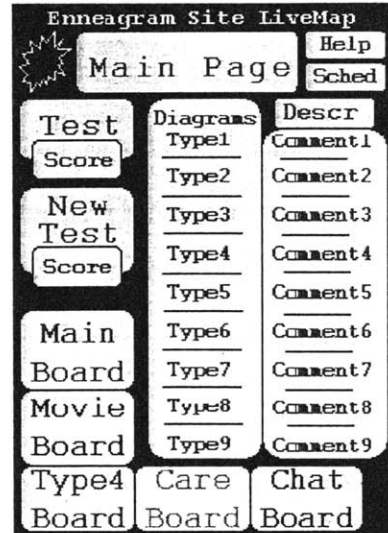 Enneagram Site LiveMap
Main Page
Help
Sched
Test
Score
New
Test
Score
Main
Board
Movie
Board
Diagrams
Type1
Type2
Type3
Type4
Type5
Type6
Type7
Type8
Type9
Descr
Comment1
Comment2
Comment3
Comment4
Comment5
Comment6
Comment7
Comment8
Comment9
Type4
Board
Care
Board
Chat
Board